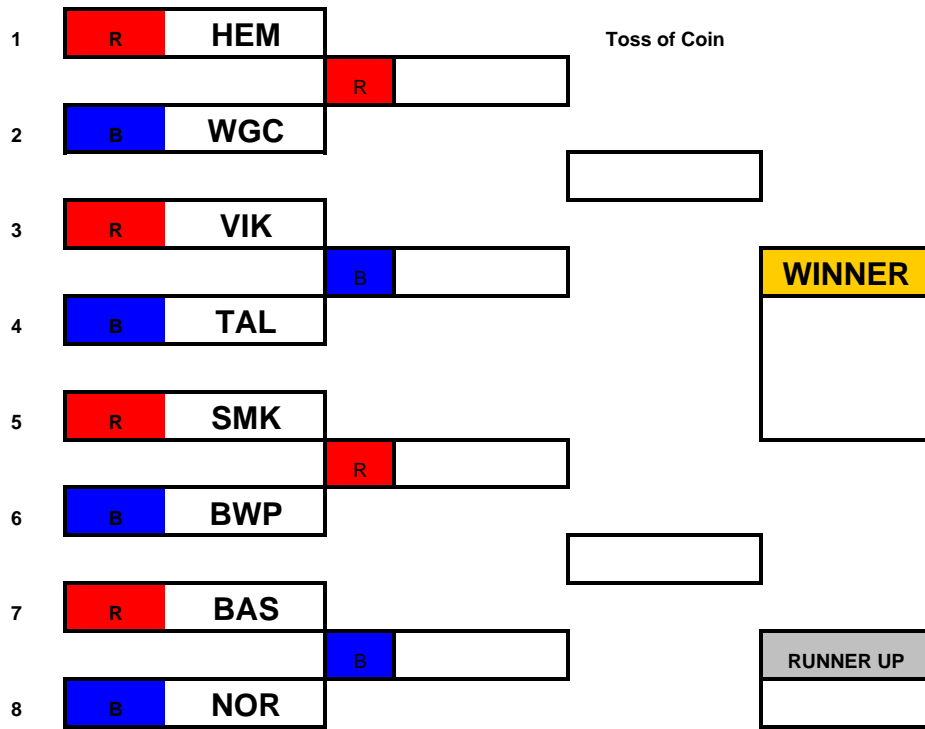 1 R HEM Toss of Coin
R
2 B WGC
3 R VIK
B WINNER
4 B TAL
5 R SMK
R
6 B BWP
7 R BAS
B RUNNER UP
8 B NOR